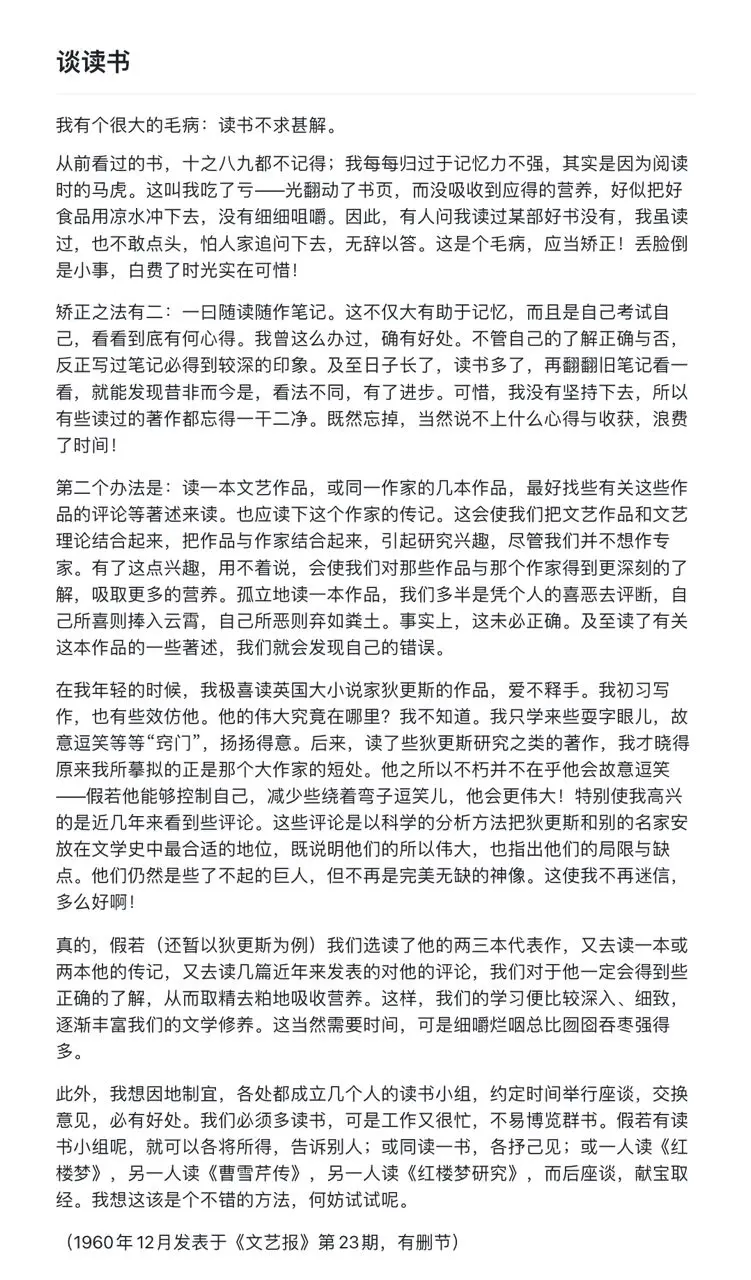 谈读书
我有个很大的毛病：读书不求甚解。
从前看过的书，十之八九都不记得；我每每归过于记忆力不强，其实是因为阅读
时的马虎。这叫我吃了亏——光翻动了书页，而没吸收到应得的营养，好似把好
食品用凉水冲下去，没有细细咀嚼。因此，有人问我读过某部好书没有，我虽读
过，也不敢点头，怕人家追问下去，无辞以答。这是个毛病，应当矫正！丢脸倒
是小事，白费了时光实在可惜！
矫正之法有二：一曰随读随作笔记。这不仅大有助于记忆，而且是自己考试自
己，看看到底有何心得。我曾这么办过，确有好处。不管自己的了解正确与否，
反正写过笔记必得到较深的印象。及至日子长了，读书多了，再翻翻旧笔记看一
看，就能发现昔非而今是，看法不同，有了进步。可惜，我没有坚持下去，所以
有些读过的著作都忘得一干二净。既然忘掉，当然说不上什么心得与收获，浪费
了时间！
第二个办法是：读一本文艺作品，或同一作家的几本作品，最好找些有关这些作
品的评论等著述来读。也应读下这个作家的传记。这会使我们把文艺作品和文艺
理论结合起来，把作品与作家结合起来，引起研究兴趣，尽管我们并不想作专
家。有了这点兴趣，用不着说，会使我们对那些作品与那个作家得到更深刻的了
解，吸取更多的营养。孤立地读一本作品，我们多半是凭个人的喜恶去评断，自
己所喜则捧入云霄，自己所恶则弃如粪土。事实上，这未必正确。及至读了有关
这本作品的一些著述，我们就会发现自己的错误。
在我年轻的时候，我极喜读英国大小说家狄更斯的作品，爱不释手。我初习写
作，也有些效仿他。他的伟大究竟在哪里？我不知道。我只学来些耍字眼儿，故
意逗笑等等“窍门”，扬扬得意。后来，读了些狄更斯研究之类的著作，我才晓得
原来我所摹拟的正是那个大作家的短处。他之所以不朽并不在乎他会故意逗笑
——假若他能够控制自己，减少些绕着弯子逗笑儿，他会更伟大！特别使我高兴
的是近几年来看到些评论。这些评论是以科学的分析方法把狄更斯和别的名家安
放在文学史中最合适的地位，既说明他们的所以伟大，也指出他们的局限与缺
点。他们仍然是些了不起的巨人，但不再是完美无缺的神像。这使我不再迷信，
多么好啊！
真的，假若（还暂以狄更斯为例）我们选读了他的两三本代表作，又去读一本或
两本他的传记，又去读几篇近年来发表的对他的评论，我们对于他一定会得到些
正确的了解，从而取精去粕地吸收营养。这样，我们的学习便比较深入、细致，
逐渐丰富我们的文学修养。这当然需要时间，可是细嚼烂咽总比囫囵吞枣强得
多。
此外，我想因地制宜，各处都成立几个人的读书小组，约定时间举行座谈，交换
意见，必有好处。我们必须多读书，可是工作又很忙，不易博览群书。假若有读
书小组呢，就可以各将所得，告诉别人；或同读一书，各抒己见；或一人读《红
楼梦》，另一人读《曹雪芹传》，另一人读《红楼梦研究》，而后座谈，献宝取
经。我想这该是个不错的方法，何妨试试呢。
（1960年12月发表于《文艺报》第23期，有删节）